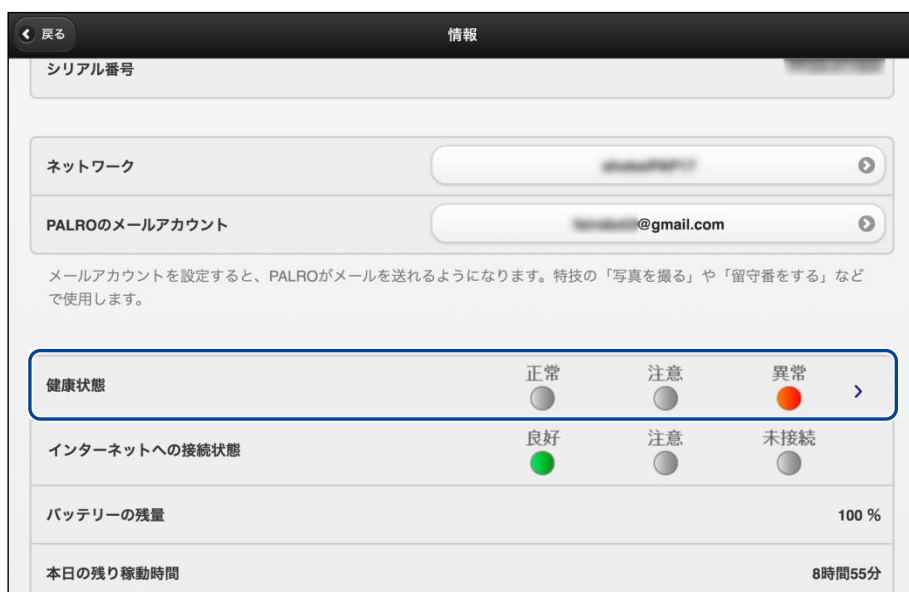 戻る
情報
シリアル番号
ネットワーク
PALROのメールアカウント
@gmail.com
メールアカウントを設定すると、PALROがメールを送れるようになります。特技の「写真を撮る」や「留守番をする」など
で使用します。
健康状態
正常 注意 異常
インターネットへの接続状態
良好 注意 未接続
バッテリーの残量 100 %
本日の残り稼動時間 8時間55分